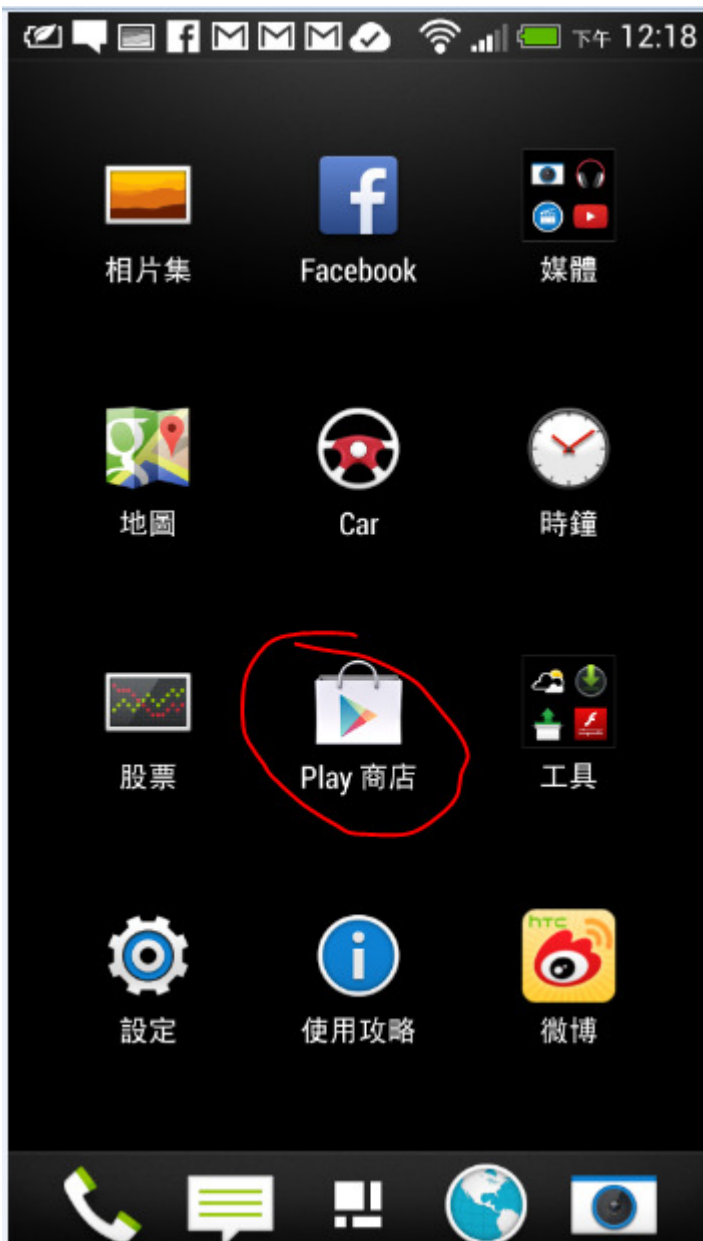 下午 12:18
相片集 Facebook 媒體
地圖 Car 時鐘
股票 Play 商店 工具
hTC
設定 使用攻略 微博